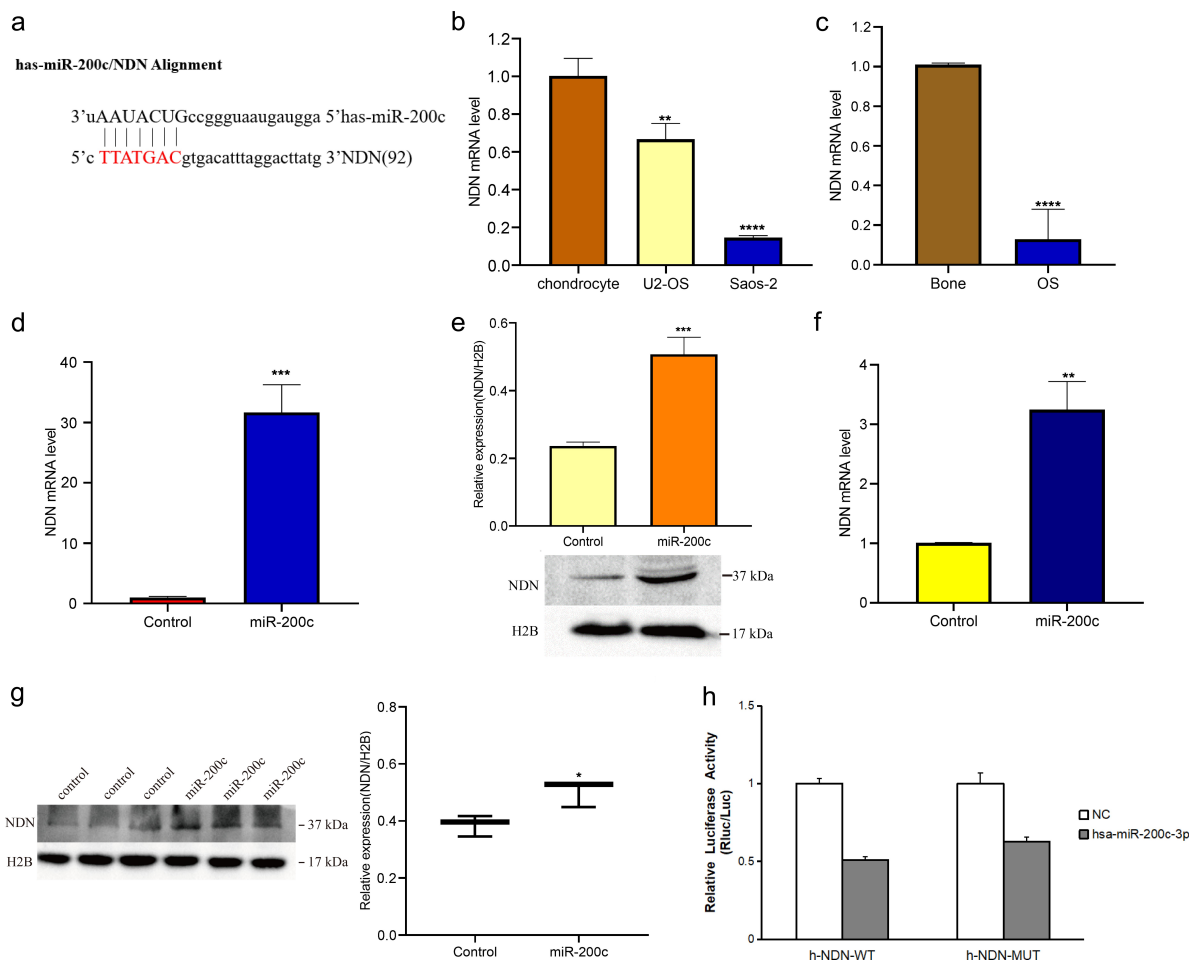 a
has-miR-200c/NDN Alignment
3'uAAUACUGccgggguaaugaugga 5'has-miR-200c
5'c TTATGACgtgacatttaggacttatg 3'NDN(92)
b
NDN mRNA level
1.2
1.0
0.8
0.6
0.4
0.2
0.0
**
****
chondrocyte
U2-OS
Saos-2
c
NDN mRNA level
1.2
1.0
0.8
0.6
0.4
0.2
0.0
****
Bone
OS
d
NDN mRNA level
40
30
20
10
0
***
Control
miR-200c
e
Relative expression(NDN/H2B)
0.6
0.4
0.2
0.0
***
Control
miR-200c
NDN
37 kDa
H2B
17 kDa
f
NDN mRNA level
4
3
2
1
0
**
Control
miR-200c
g
control
control
control
miR-200c
miR-200c
miR-200c
NDN
37 kDa
H2B
17 kDa
Relative expression(NDN/H2B)
0.8
0.6
0.4
0.2
0.0
*
Control
miR-200c
h
Relative Luciferase Activity
(Rluc/Luc)
1.5
1
0.5
0
h-NDN-WT
h-NDN-MUT
NC
hsa-miR-200c-3p